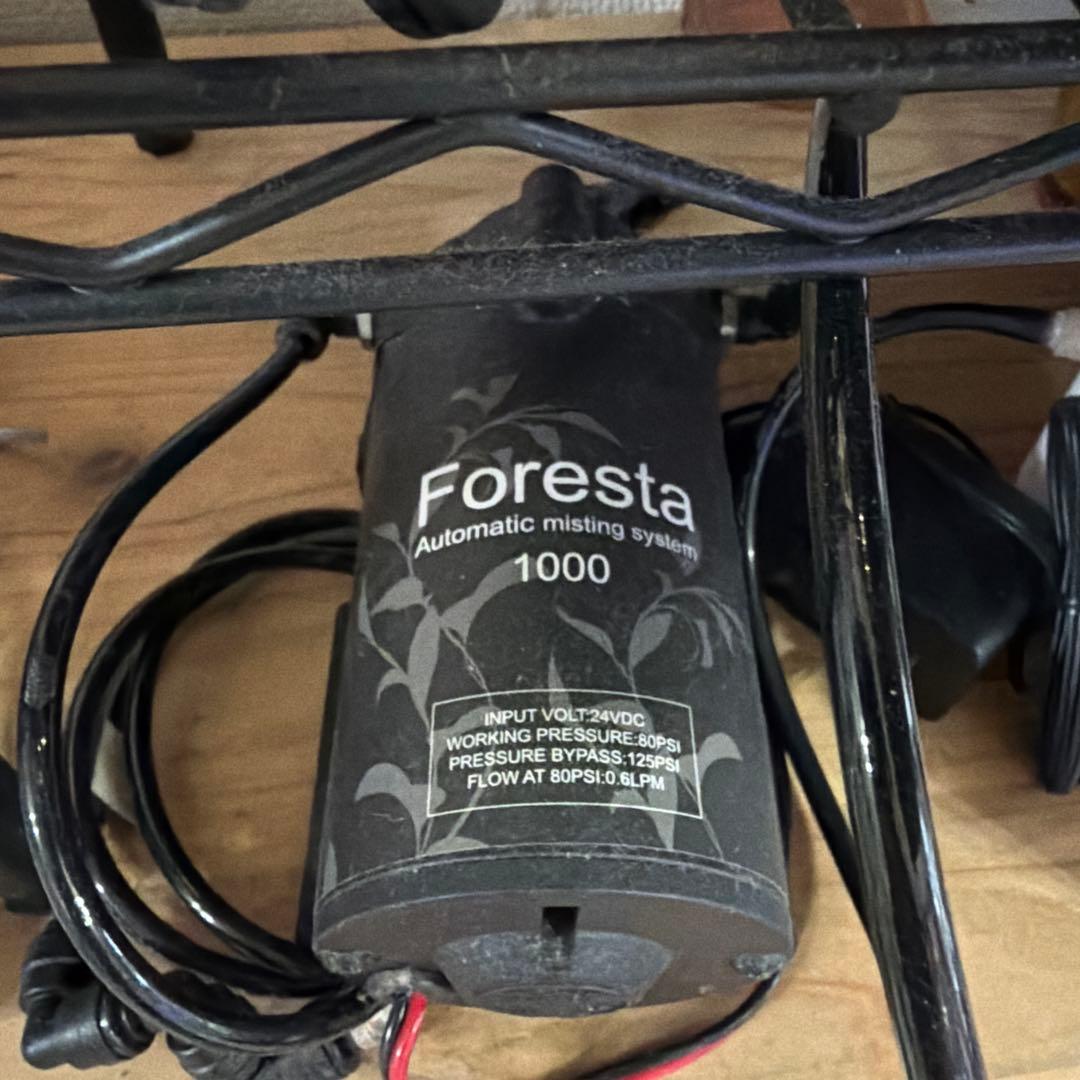 Foresta
Automatic misting system
1000
INPUT VOLT:24VDC
WORKING PRESSURE:80PSI
PRESSURE BYPASS:125PSI
FLOW AT 80PSI:0.6LPM